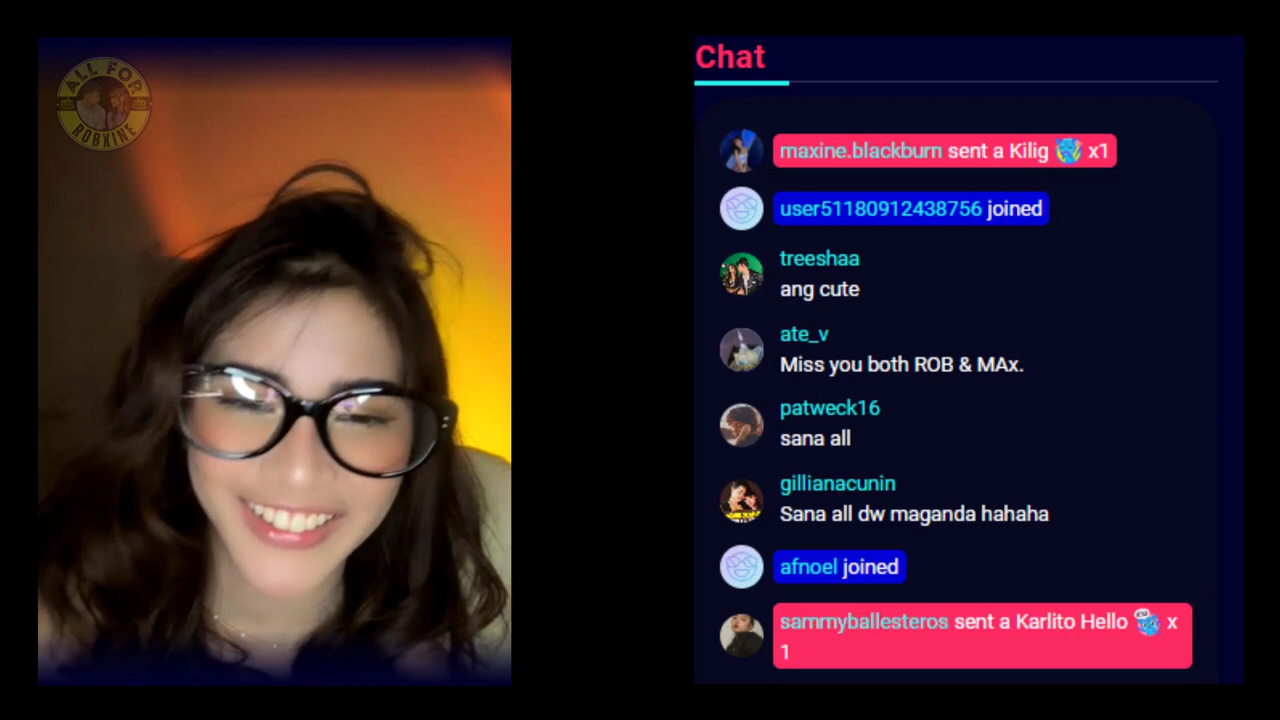 ALL FOR
ROBXINE
Chat
maxine.blackburn sent a Kilig x1
user51180912438756 joined
treeshaa
ang cute
ate_v
Miss you both ROB & MAx.
patweck16
sana all
gillianacunin
Sana all dw maganda hahaha
afnoel joined
sammyballesteros sent a Karlito Hello x
1